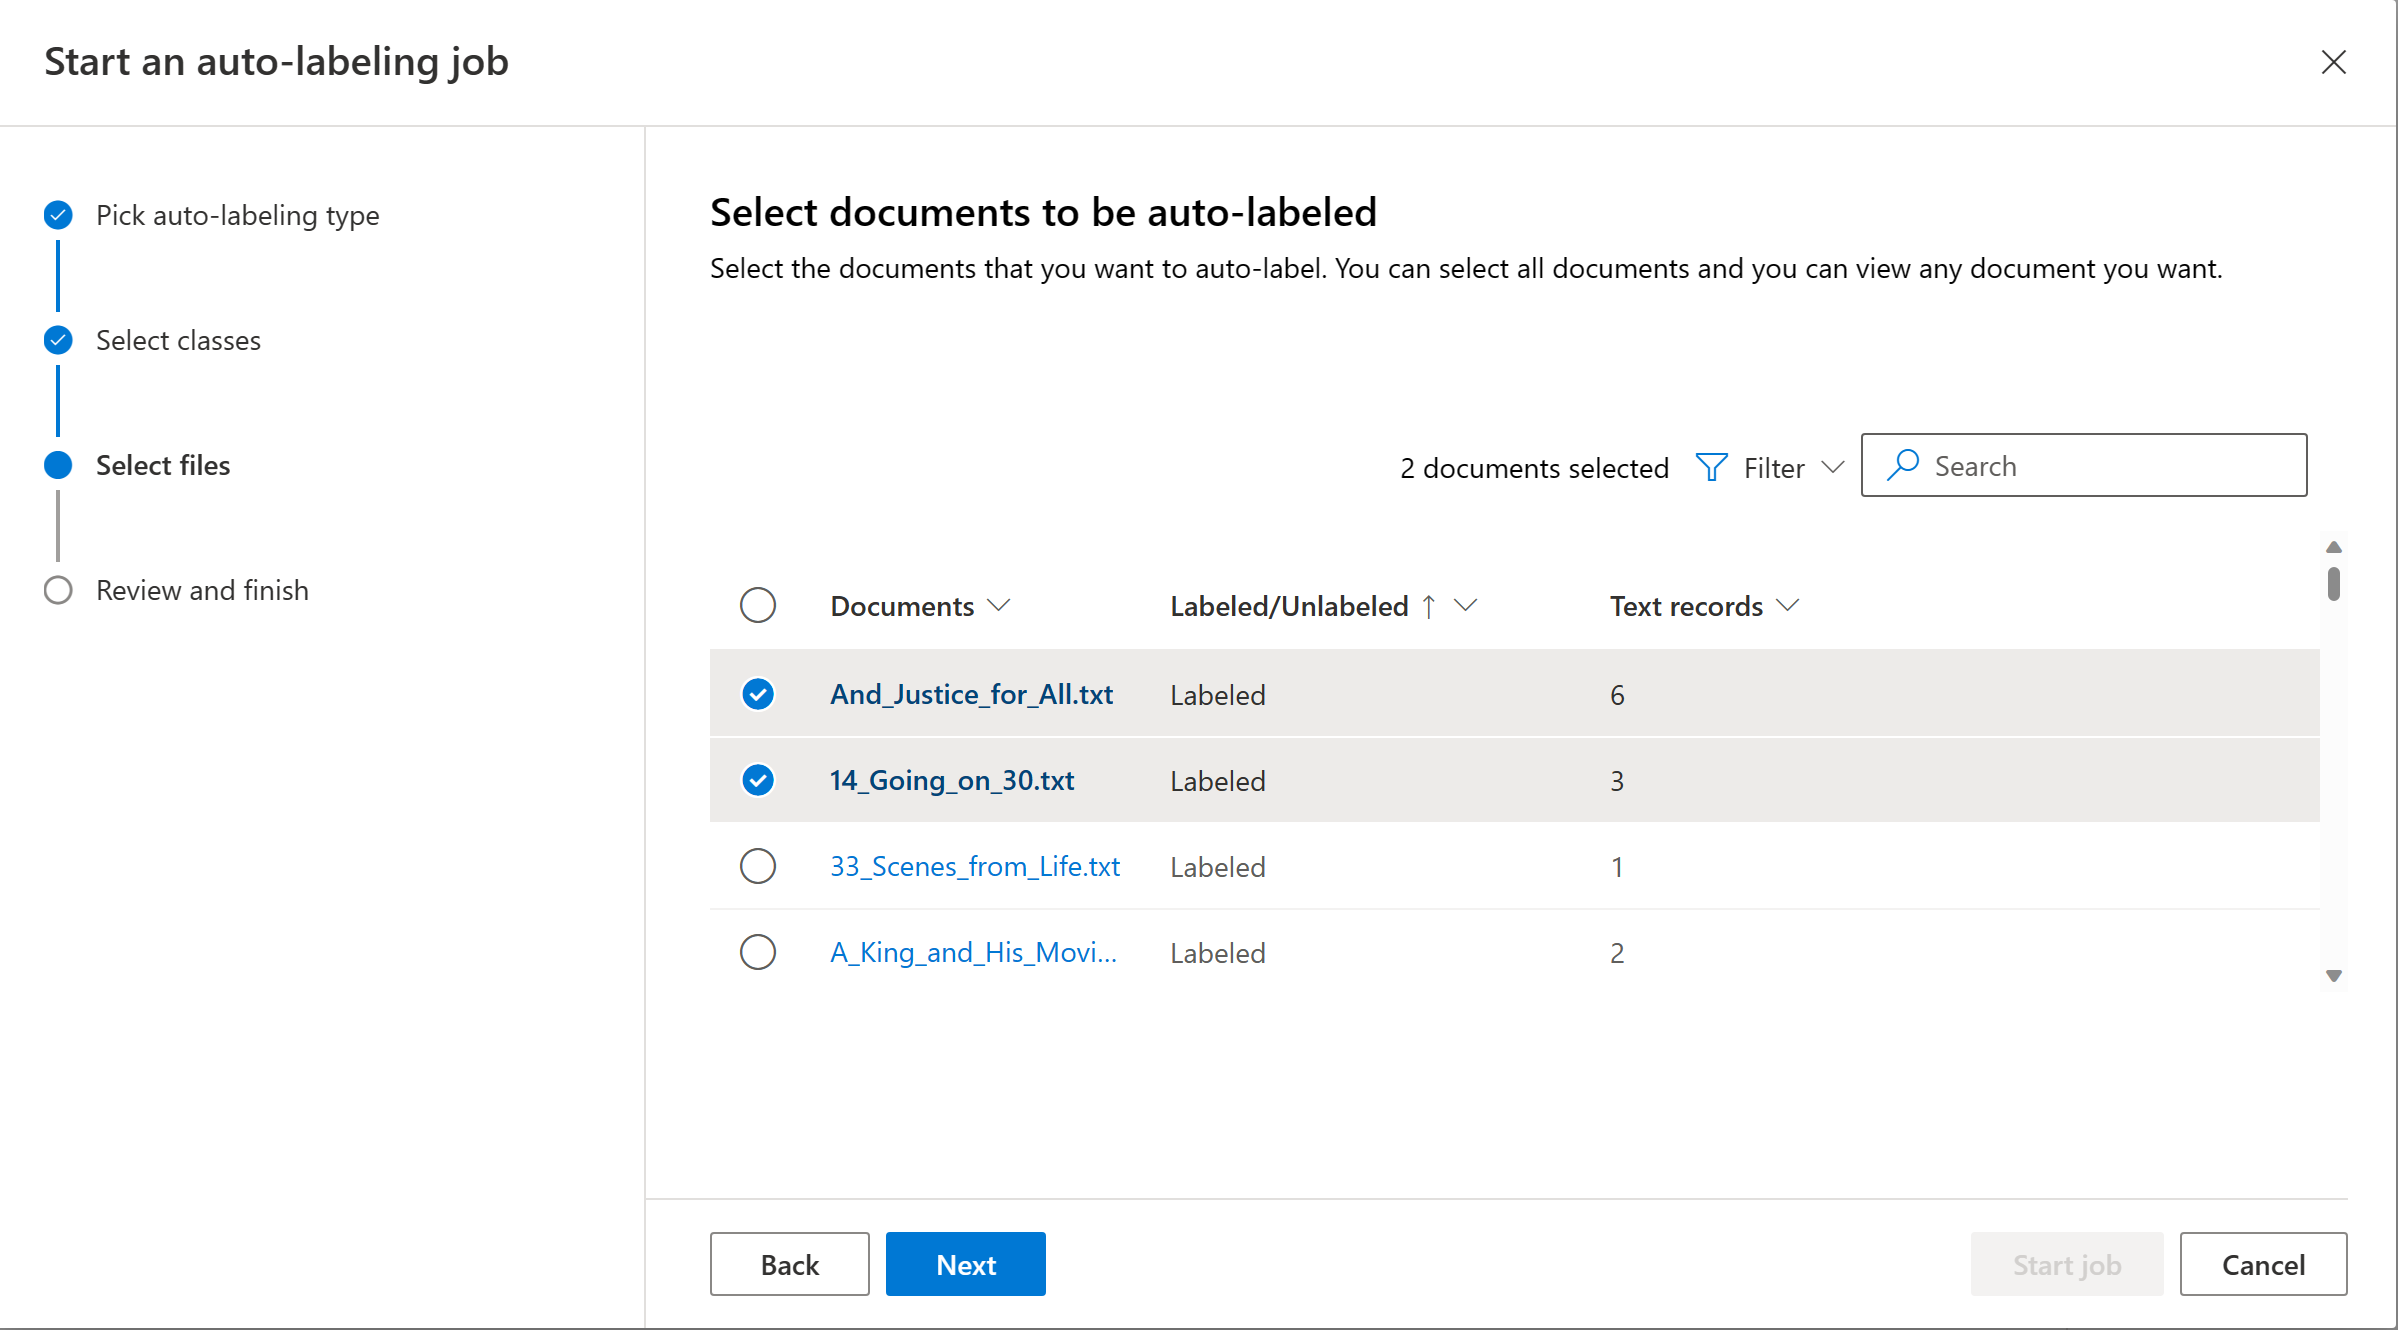 Start an auto-labeling job
Pick auto-labeling type
Select classes
Select files
Review and finish
Select documents to be auto-labeled
Select the documents that you want to auto-label. You can select all documents and you can view any document you want.
2 documents selected Filter Search
Documents Labeled/Unlabeled ↑ Text records
And_Justice_for_All.txt Labeled 6
14_Going_on_30.txt Labeled 3
33_Scenes_from_Life.txt Labeled 1
A_King_and_His_Movi... Labeled 2
Back Next Start job Cancel